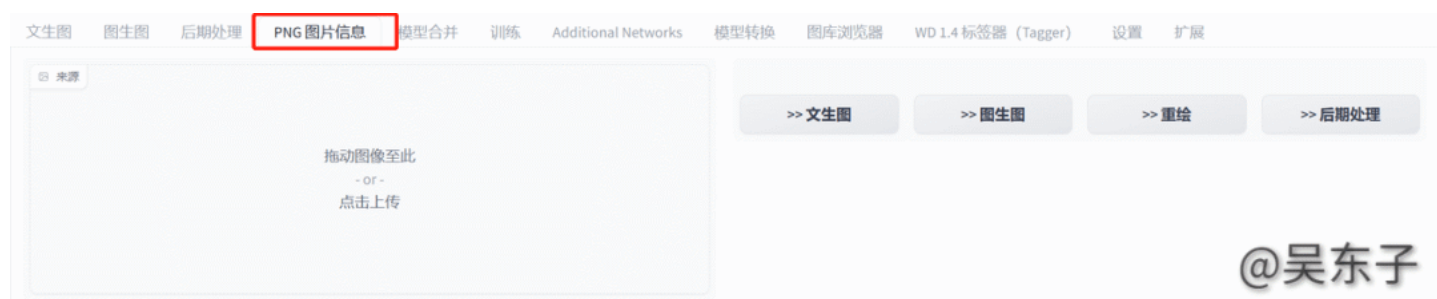 文生图 图生图 后期处理 PNG 图片信息 模型合并 训练 Additional Networks 模型转换 图库浏览器 WD 1.4 标签器（Tagger） 设置 扩展
来源
>> 文生图 >> 图生图 >> 重绘 >> 后期处理
拖动图像至此
- or -
点击上传
@吴东子